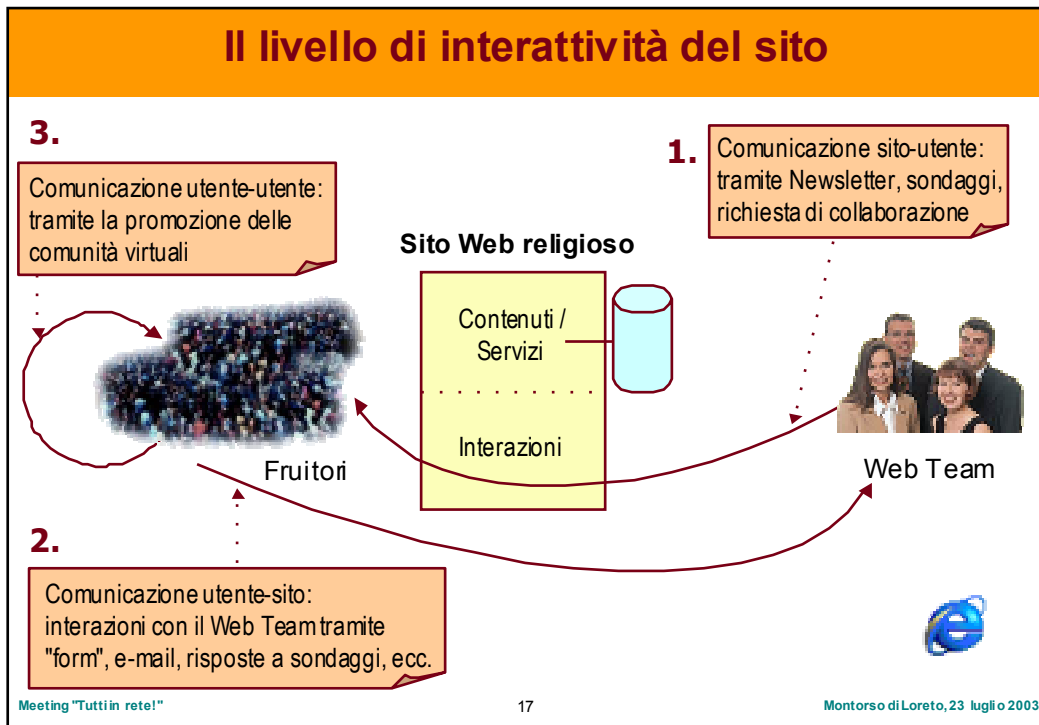 Il livello di interattività del sito
3.
Comunicazione utente-utente:
tramite la promozione delle
comunità virtuali
1.
Comunicazione sito-utente:
tramite Newsletter, sondaggi,
richiesta di collaborazione
Sito Web religioso
Contenuti /
Servizi
Interazioni
Fruitori
Web Team
2.
Comunicazione utente-sito:
interazioni con il Web Team tramite
"form", e-mail, risposte a sondaggi, ecc.
Meeting "Tutti in rete!"
17
Montorso di Loreto, 23 luglio 2003